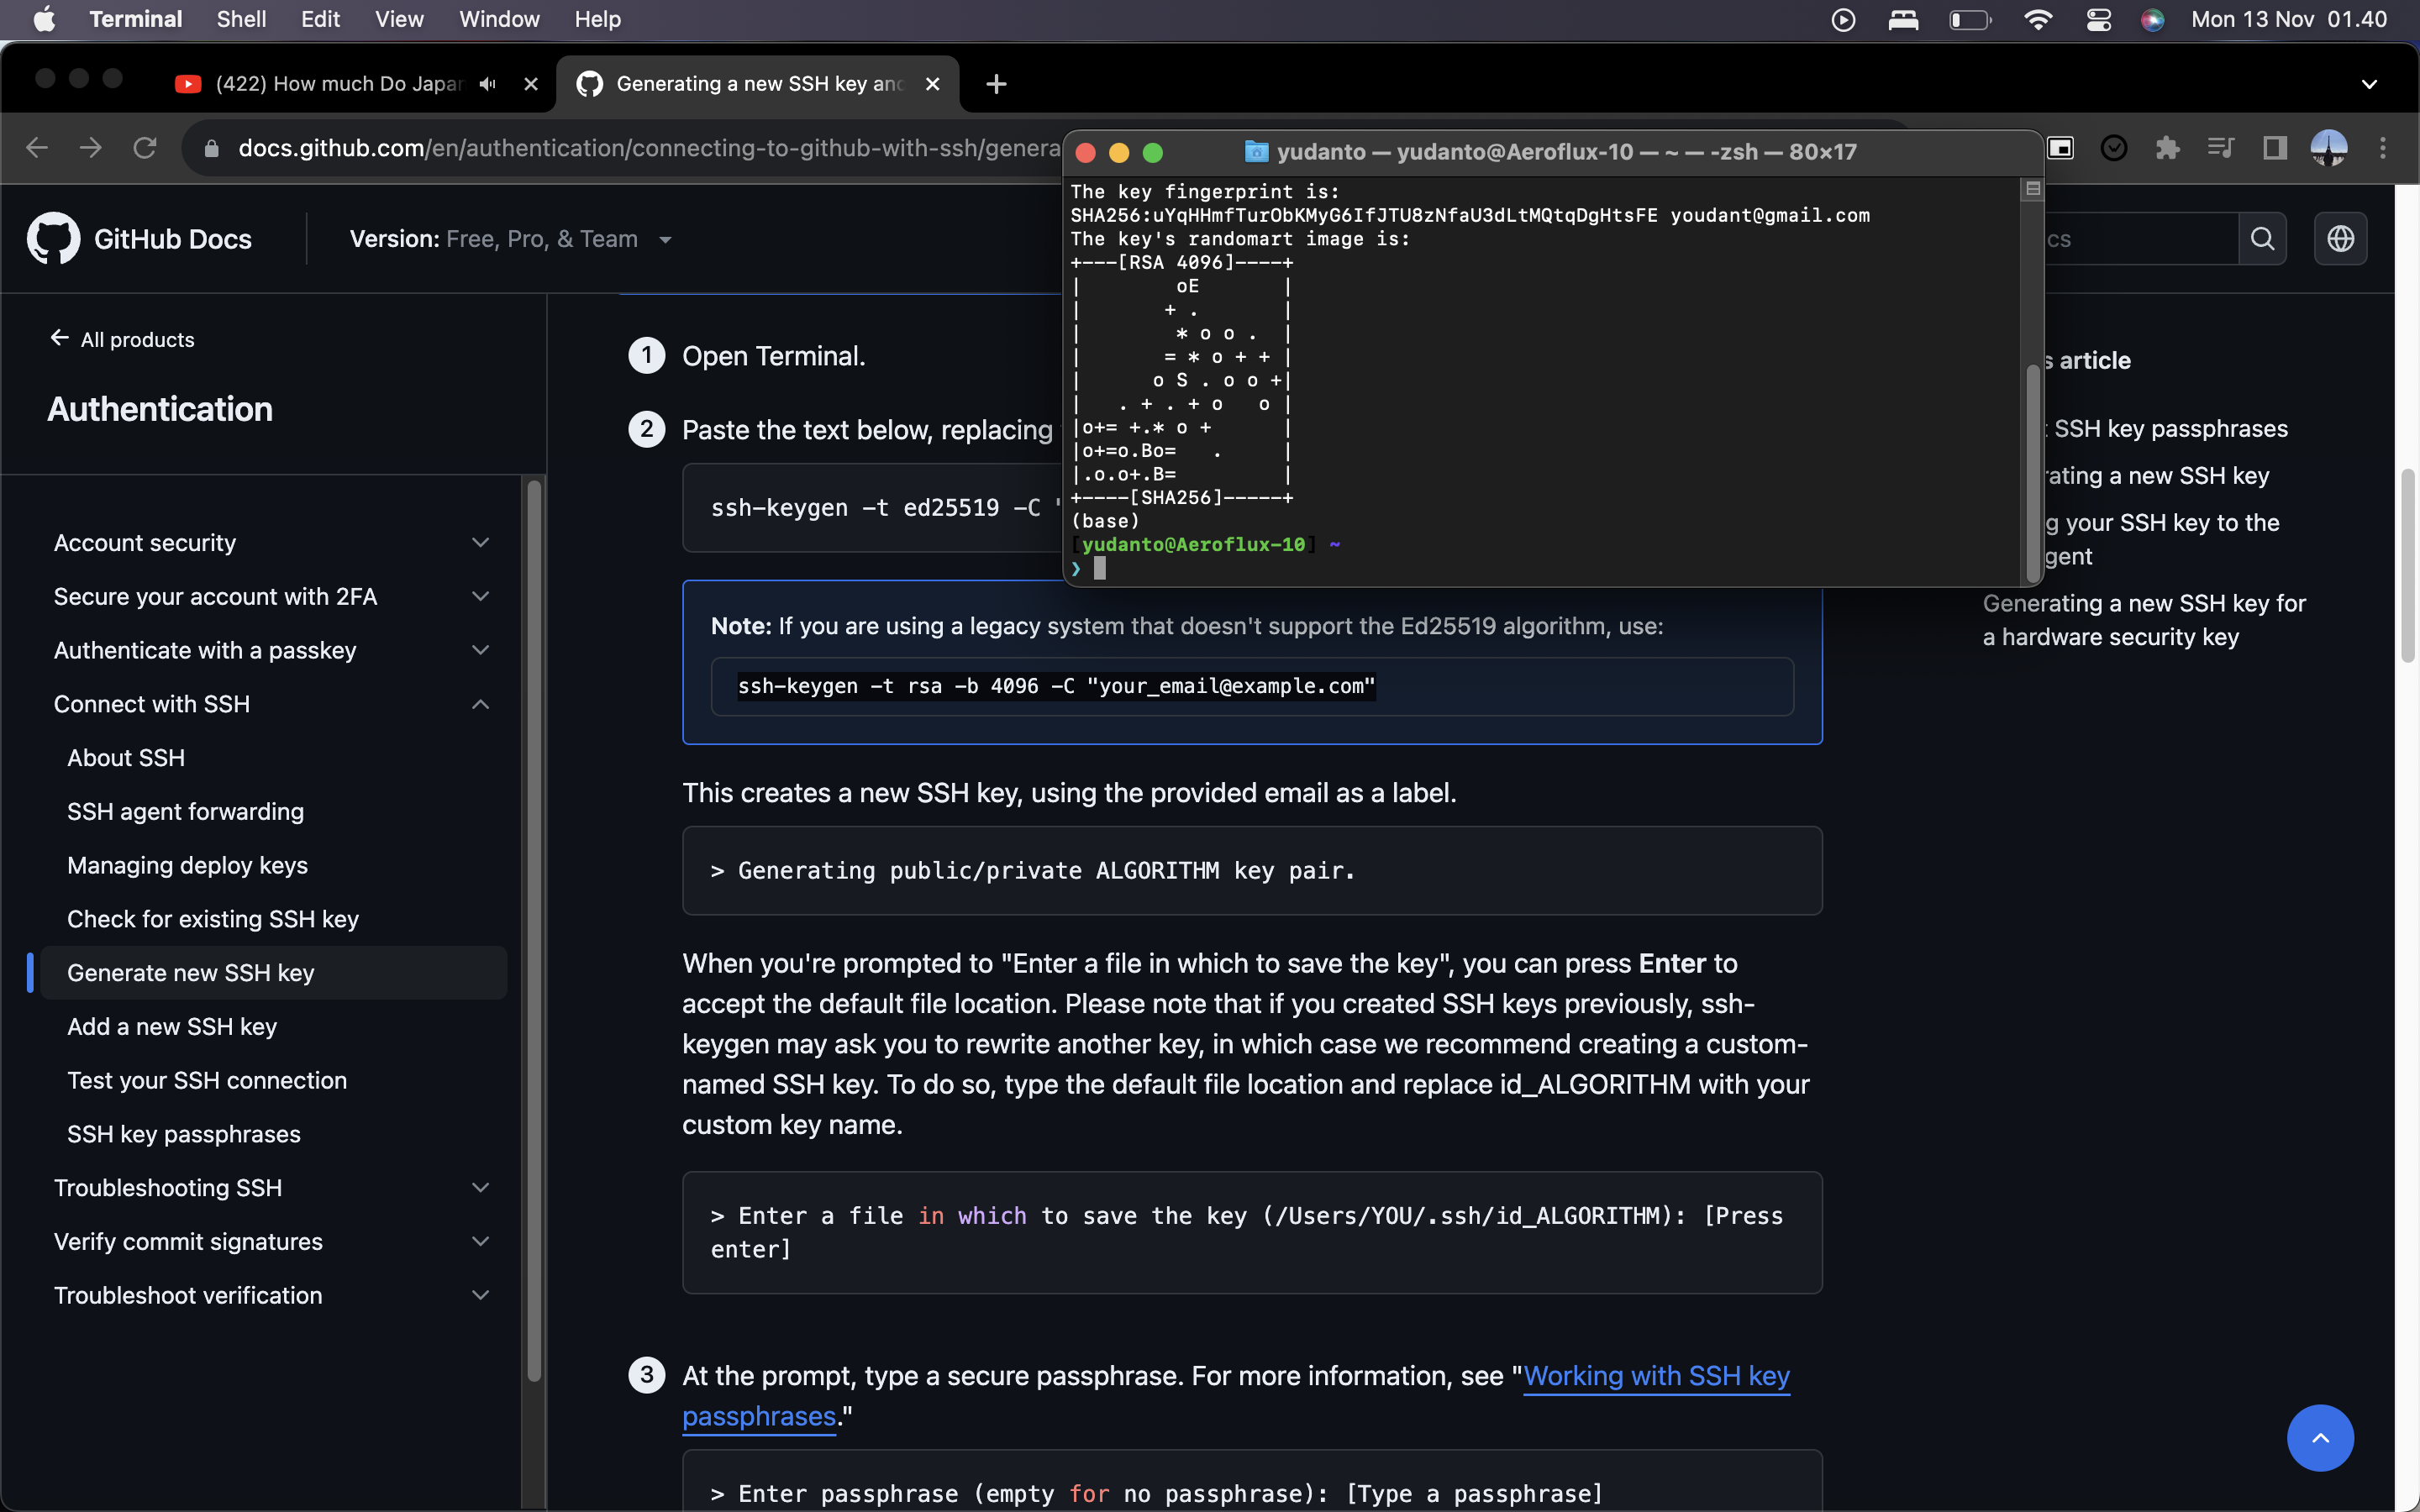 Terminal Shell Edit View Window Help Mon 13 Nov 01.40
(422) How much Do Japan
Generating a new SSH key and
docs.github.com/en/authentication/connecting-to-github-with-ssh/genera
GitHub Docs
Version: Free, Pro, & Team
cs
yudanto — yudanto@Aeroflux-10 — ~ — -zsh — 80×17
The key fingerprint is:
SHA256:uYqHHmfTurObKMyG6IfJTU8zNfaU3dLtMQtqDgHtsFE youdant@gmail.com
The key's randomart image is:
+---[RSA 4096]----+
|        oE       |
|       + .       |
|        * o o .  |
|       = * o + + |
|      o S . o o +|
|   . + . + o   o |
|o+= +.* o +      |
|o+=o.Bo=   .     |
|.o.o+.B=         |
+----[SHA256]-----+
(base)
[yudanto@Aeroflux-10] ~
❯
All products
Authentication
Account security
Secure your account with 2FA
Authenticate with a passkey
Connect with SSH
About SSH
SSH agent forwarding
Managing deploy keys
Check for existing SSH key
Generate new SSH key
Add a new SSH key
Test your SSH connection
SSH key passphrases
Troubleshooting SSH
Verify commit signatures
Troubleshoot verification
1 Open Terminal.
2 Paste the text below, replacing
ssh-keygen -t ed25519 -C "
Note: If you are using a legacy system that doesn't support the Ed25519 algorithm, use:
ssh-keygen -t rsa -b 4096 -C "your_email@example.com"
This creates a new SSH key, using the provided email as a label.
> Generating public/private ALGORITHM key pair.
When you're prompted to "Enter a file in which to save the key", you can press Enter to
accept the default file location. Please note that if you created SSH keys previously, ssh-
keygen may ask you to rewrite another key, in which case we recommend creating a custom-
named SSH key. To do so, type the default file location and replace id_ALGORITHM with your
custom key name.
> Enter a file in which to save the key (/Users/YOU/.ssh/id_ALGORITHM): [Press
enter]
3 At the prompt, type a secure passphrase. For more information, see "Working with SSH key
passphrases."
> Enter passphrase (empty for no passphrase): [Type a passphrase]
s article
SSH key passphrases
rating a new SSH key
g your SSH key to the
gent
Generating a new SSH key for
a hardware security key